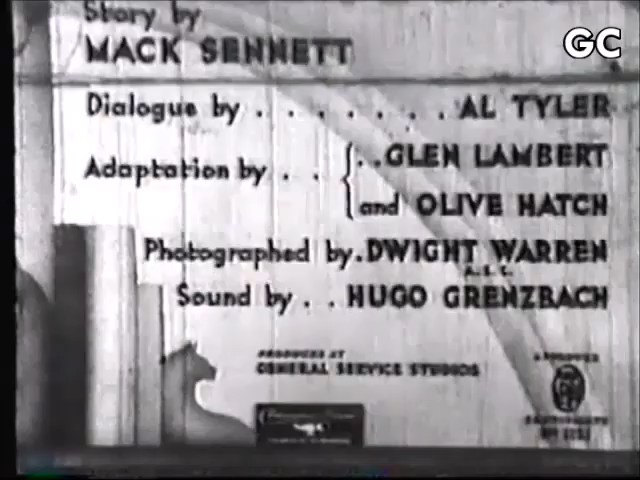 Story by
MACK SENNETT
GC
Dialogue by . . . . . . . AL TYLER
Adaptation by . . { . . GLEN LAMBERT
and OLIVE HATCH
Photographed by . DWIGHT WARREN
A.S.C.
Sound by . . HUGO GRENZBACH
PRODUCED AT
GENERAL SERVICE STUDIOS
APPROVED